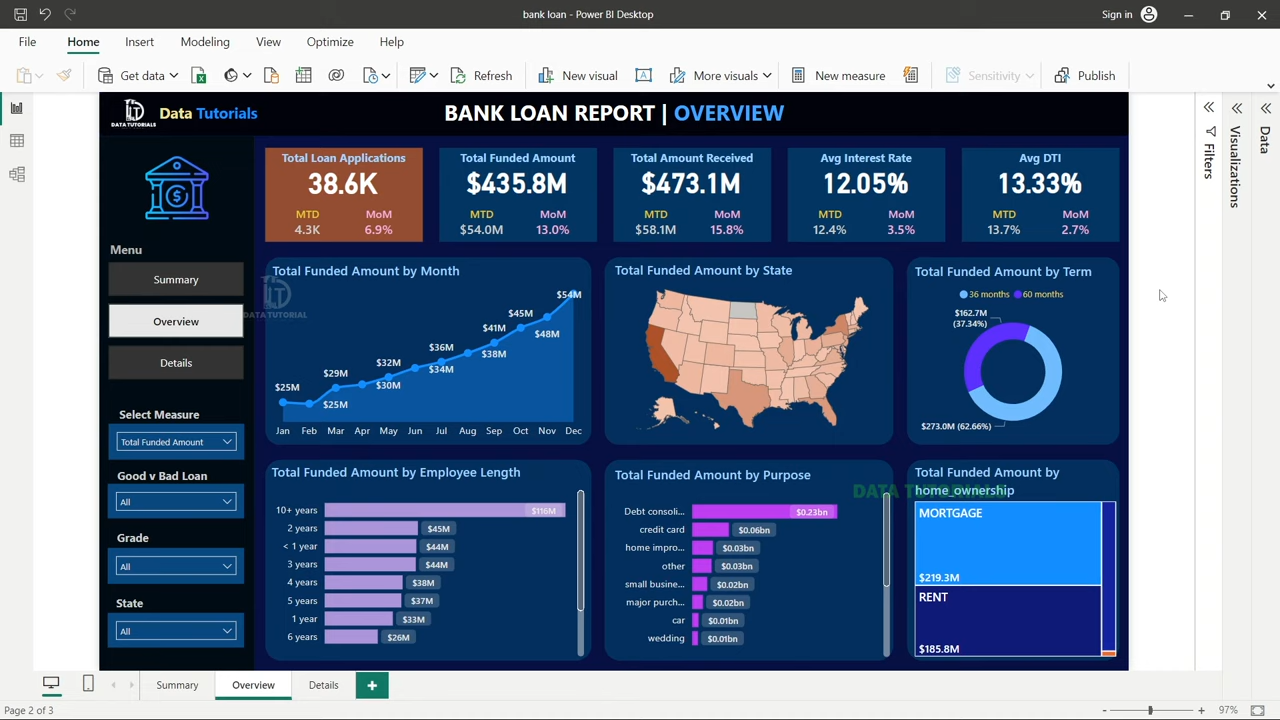 bank loan - Power BI Desktop
Sign in
File Home Insert Modeling View Optimize Help
Get data Refresh New visual More visuals New measure Sensitivity Publish
DATA TUTORIALS
Data Tutorials
BANK LOAN REPORT | OVERVIEW
Menu
Summary
Overview
Details
Select Measure
Total Funded Amount
Good v Bad Loan
All
Grade
All
State
All
Total Loan Applications
38.6K
MTD MoM
4.3K 6.9%
Total Funded Amount
$435.8M
MTD MoM
$54.0M 13.0%
Total Amount Received
$473.1M
MTD MoM
$58.1M 15.8%
Avg Interest Rate
12.05%
MTD MoM
12.4% 3.5%
Avg DTI
13.33%
MTD MoM
13.7% 2.7%
Total Funded Amount by Month
DATA TUTORIAL
$25M $25M $29M $32M $30M $36M $34M $41M $38M $45M $48M $54M
Jan Feb Mar Apr May Jun Jul Aug Sep Oct Nov Dec
Total Funded Amount by State
Total Funded Amount by Term
36 months 60 months
$162.7M
(37.34%)
$273.0M (62.66%)
Total Funded Amount by Employee Length
10+ years $116M
2 years $45M
< 1 year $44M
3 years $44M
4 years $38M
5 years $37M
1 year $33M
6 years $26M
Total Funded Amount by Purpose
Debt consoli... $0.23bn
credit card $0.06bn
home impro... $0.03bn
other $0.03bn
small busine... $0.02bn
major purch... $0.02bn
car $0.01bn
wedding $0.01bn
Total Funded Amount by
home_ownership
DATA TUTORIALS
MORTGAGE
$219.3M
RENT
$185.8M
Filters
Visualizations
Data
Summary Overview Details
Page 2 of 3
97%